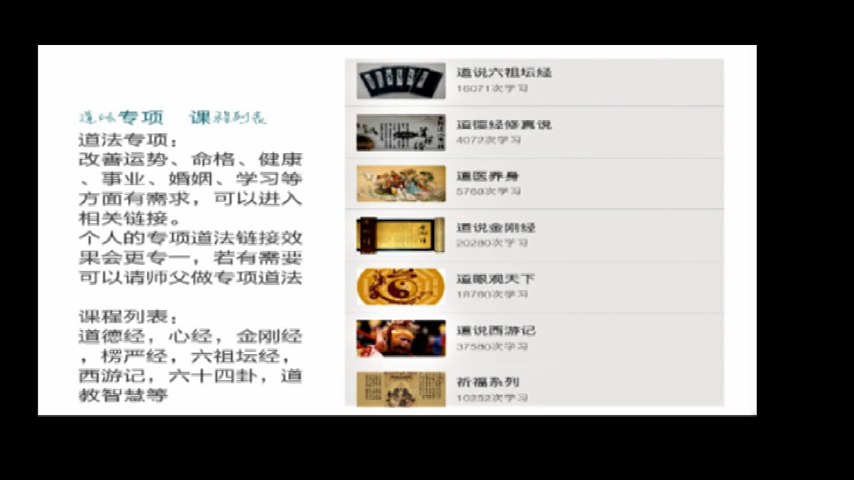 道法专项 课程列表
道法专项：
改善运势、命格、健康
、事业、婚姻、学习等
方面有需求，可以进入
相关链接。
个人的专项道法链接效
果会更专一，若有需要
可以请师父做专项道法
课程列表：
道德经，心经，金刚经
，楞严经，六祖坛经，
西游记，六十四卦，道
教智慧等
道说六祖坛经
16071次学习
道德经修真说
4072次学习
道医养身
5768次学习
道说金刚经
20280次学习
道眼观天下
18760次学习
道说西游记
37580次学习
祈福系列
10252次学习